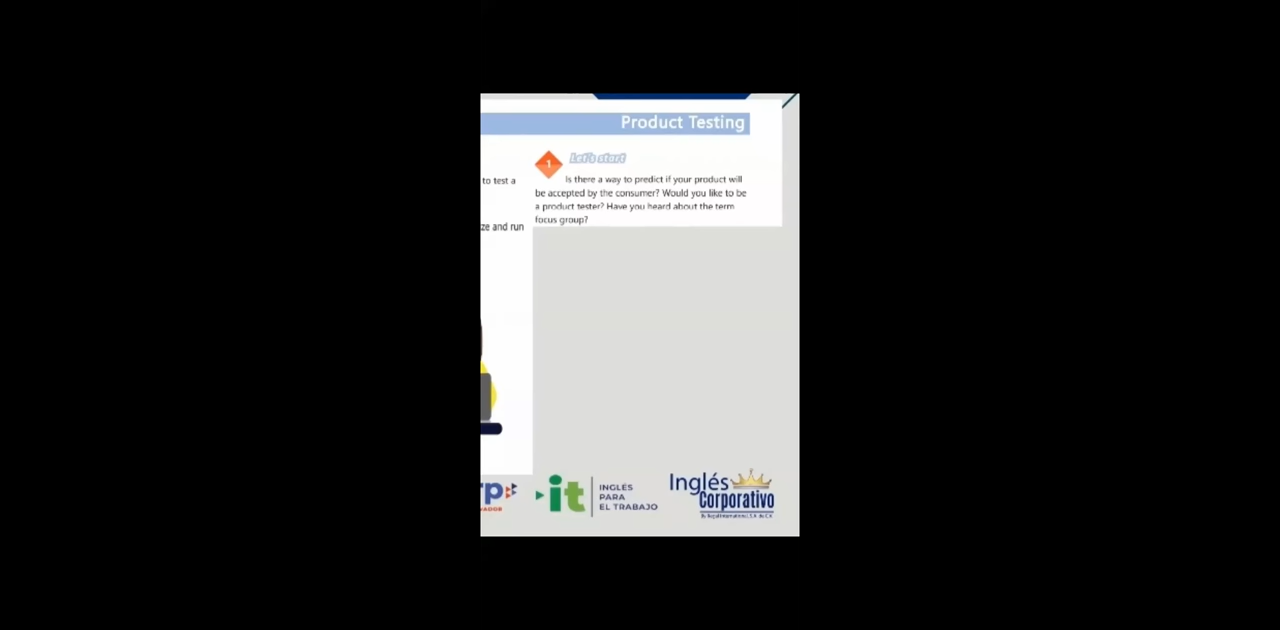 Product Testing
1
Let's start
Is there a way to predict if your product will
be accepted by the consumer? Would you like to be
a product tester? Have you heard about the term
focus group?
to test a
ze and run
rp
VADOR
it
INGLÉS
PARA
EL TRABAJO
Inglés
Corporativo